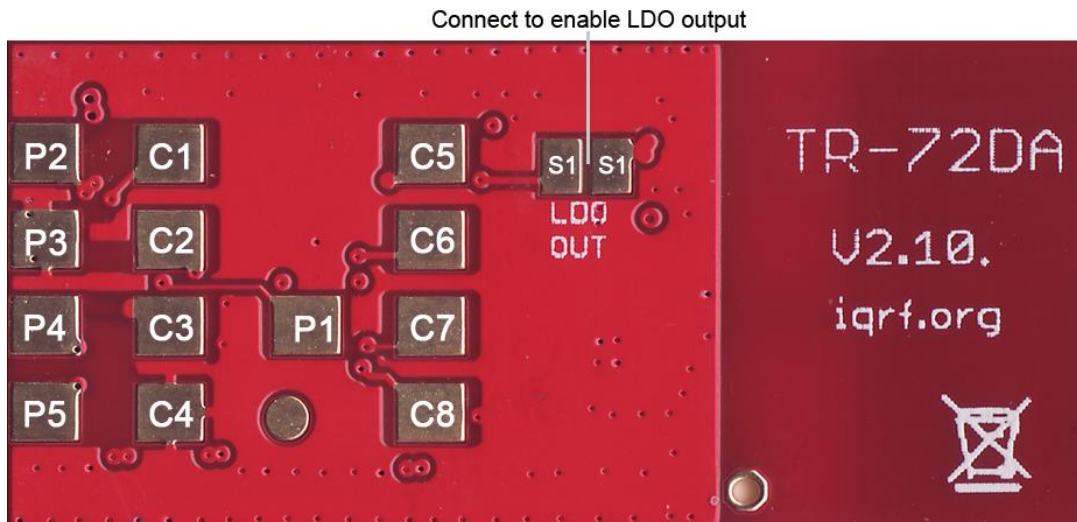 Connect to enable LDO output
P2 C1 C5 S1 S1 TR-72DA
LDO
P3 C2 C6 OUT V2.10.
P4 C3 P1 C7 iqrf.org
P5 C4 C8